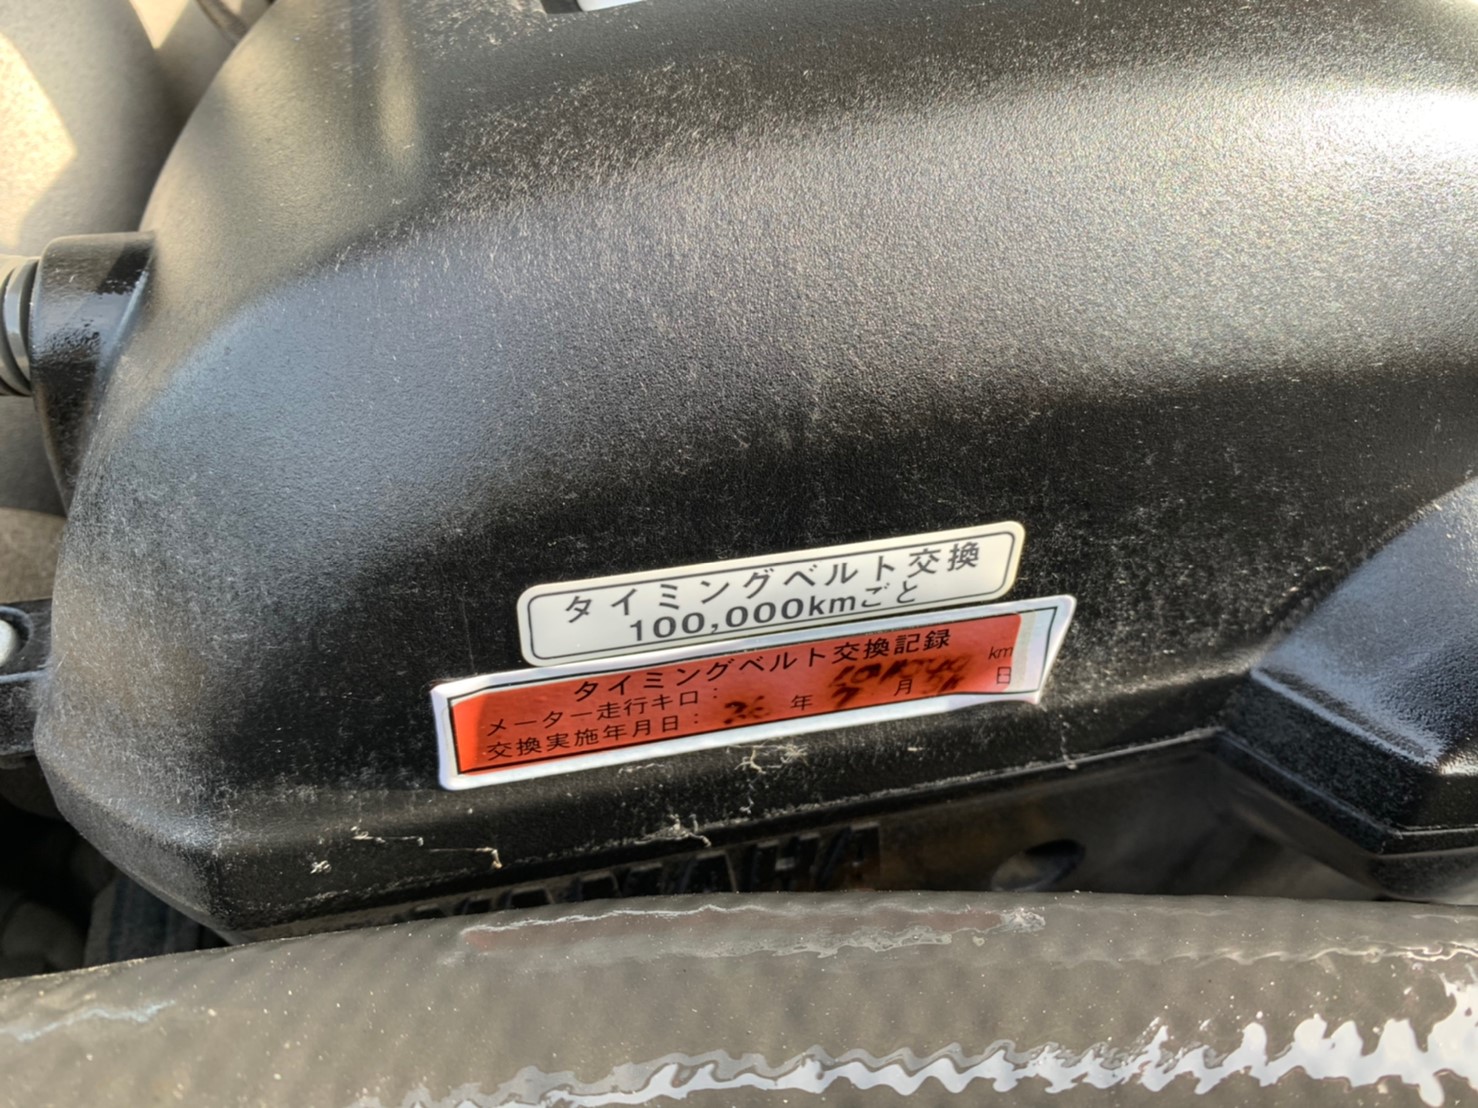 タイミングベルト交換
100,000kmごと
タイミングベルト交換記録
メーター走行キロ： km
交換実施年月日： 年 7 月 日
YAMAHA